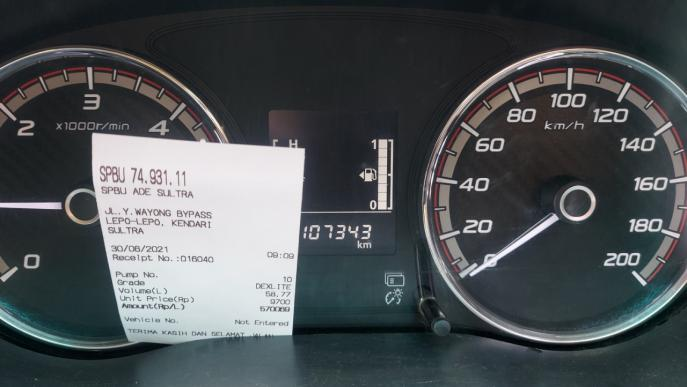 3
x1000r/min
2
4
0
SPBU 74.931.11
SPBU ADE SULTRA
JL. Y. WAYONG BYPASS
LEPO-LEPO, KENDARI
SULTRA
30/06/2021 09:09
Receipt No.:016040
Pump No. 10
Grade DEXLITE
Volume(L) 58.77
Unit Price(Rp) 9700
Amount(Rp/L) 570069
Vehicle No. Not Entered
TERIMA KASIH DAN SELAMAT JALAN
H
1
0
107343
km
100
80 120
km/h
60 140
40 160
20 180
0 200